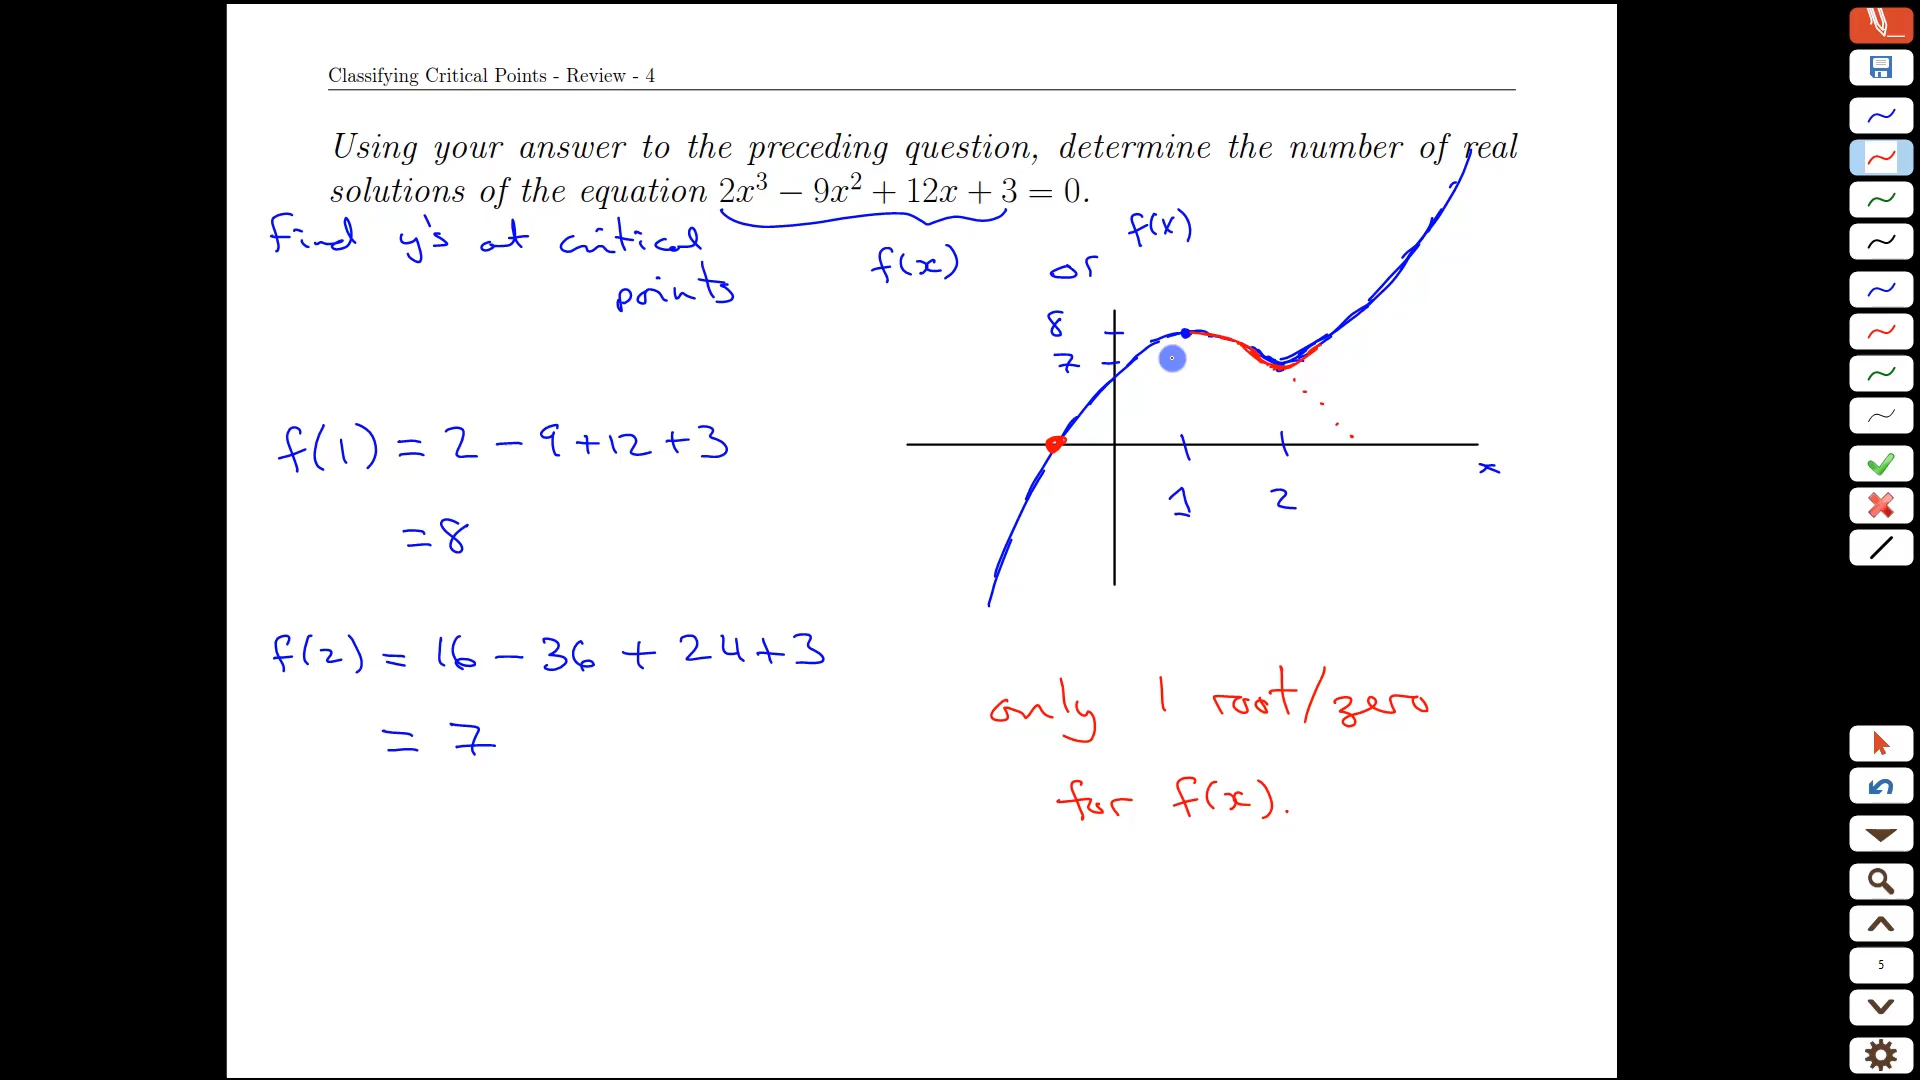 Classifying Critical Points - Review - 4
Using your answer to the preceding question, determine the number of real
solutions of the equation 2x³ − 9x² + 12x + 3 = 0.
Find y's at critical
points
f(x)
or
f(x)
8
7
1
2
x
f(1) = 2 - 9 + 12 + 3
= 8
f(2) = 16 - 36 + 24 + 3
= 7
only 1 root/zero
for f(x).
5